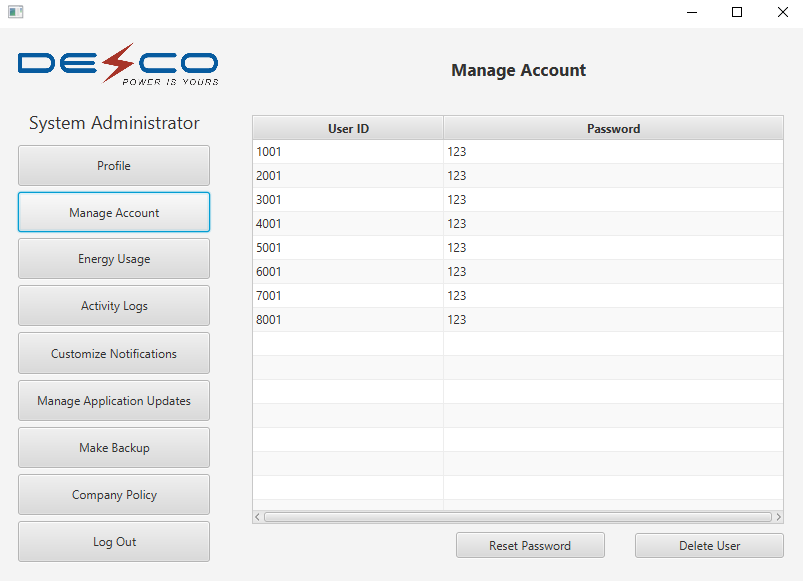 DESCO
POWER IS YOURS
Manage Account
System Administrator
Profile
Manage Account
Energy Usage
Activity Logs
Customize Notifications
Manage Application Updates
Make Backup
Company Policy
Log Out
User ID Password
1001 123
2001 123
3001 123
4001 123
5001 123
6001 123
7001 123
8001 123
Reset Password Delete User